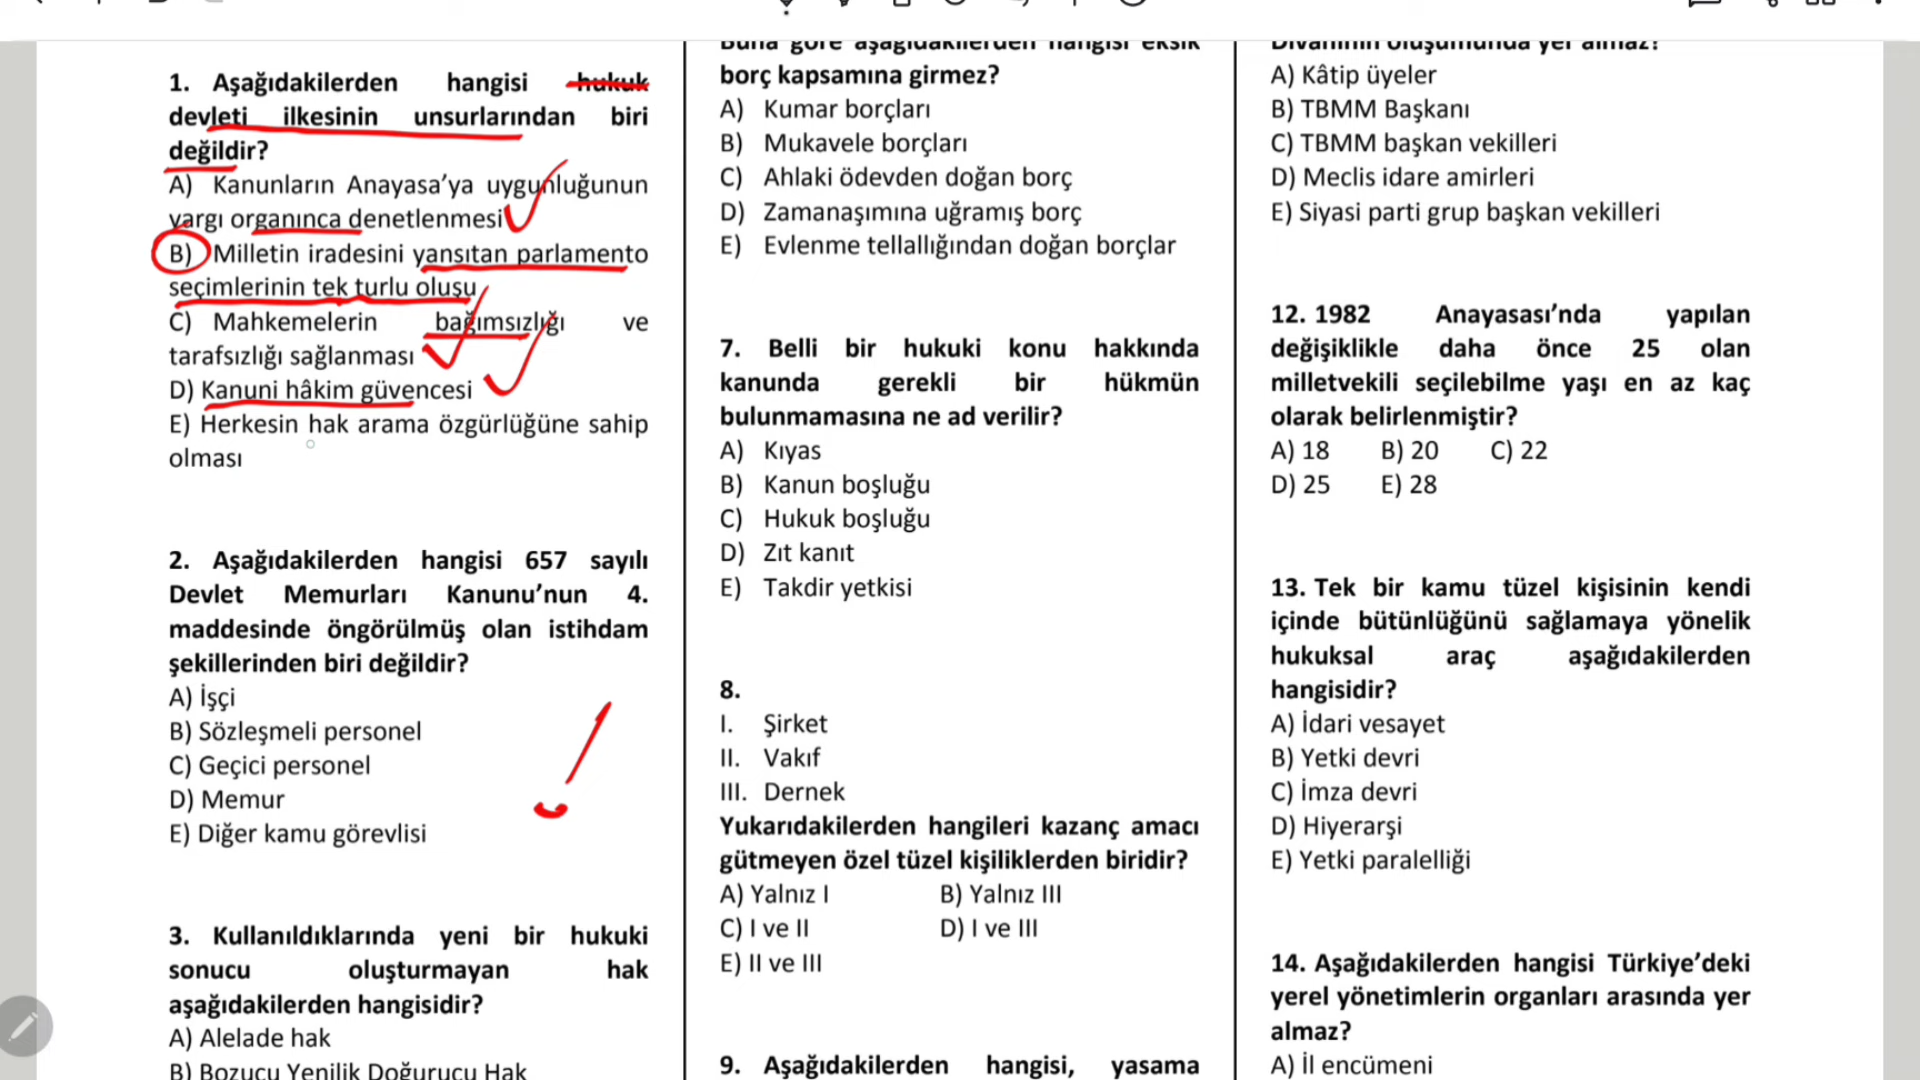 1. Aşağıdakilerden hangisi hukuk
devleti ilkesinin unsurlarından biri
değildir?
A) Kanunların Anayasa’ya uygunluğunun
yargı organınca denetlenmesi
B) Milletin iradesini yansıtan parlamento
seçimlerinin tek turlu oluşu
C) Mahkemelerin bağımsızlığı ve
tarafsızlığı sağlanması
D) Kanuni hâkim güvencesi
E) Herkesin hak arama özgürlüğüne sahip
olması
2. Aşağıdakilerden hangisi 657 sayılı
Devlet Memurları Kanunu’nun 4.
maddesinde öngörülmüş olan istihdam
şekillerinden biri değildir?
A) İşçi
B) Sözleşmeli personel
C) Geçici personel
D) Memur
E) Diğer kamu görevlisi
3. Kullanıldıklarında yeni bir hukuki
sonucu oluşturmayan hak
aşağıdakilerden hangisidir?
A) Alelade hak
B) Bozucu Yenilik Doğurucu Hak
Buna göre aşağıdakilerden hangisi eksik
borç kapsamına girmez?
A) Kumar borçları
B) Mukavele borçları
C) Ahlaki ödevden doğan borç
D) Zamanaşımına uğramış borç
E) Evlenme tellallığından doğan borçlar
7. Belli bir hukuki konu hakkında
kanunda gerekli bir hükmün
bulunmamasına ne ad verilir?
A) Kıyas
B) Kanun boşluğu
C) Hukuk boşluğu
D) Zıt kanıt
E) Takdir yetkisi
8.
I. Şirket
II. Vakıf
III. Dernek
Yukarıdakilerden hangileri kazanç amacı
gütmeyen özel tüzel kişiliklerden biridir?
A) Yalnız I B) Yalnız III
C) I ve II D) I ve III
E) II ve III
9. Aşağıdakilerden hangisi, yasama
Divanının oluşumunda yer almaz?
A) Kâtip üyeler
B) TBMM Başkanı
C) TBMM başkan vekilleri
D) Meclis idare amirleri
E) Siyasi parti grup başkan vekilleri
12. 1982 Anayasası’nda yapılan
değişiklikle daha önce 25 olan
milletvekili seçilebilme yaşı en az kaç
olarak belirlenmiştir?
A) 18 B) 20 C) 22
D) 25 E) 28
13. Tek bir kamu tüzel kişisinin kendi
içinde bütünlüğünü sağlamaya yönelik
hukuksal araç aşağıdakilerden
hangisidir?
A) İdari vesayet
B) Yetki devri
C) İmza devri
D) Hiyerarşi
E) Yetki paralelliği
14. Aşağıdakilerden hangisi Türkiye’deki
yerel yönetimlerin organları arasında yer
almaz?
A) İl encümeni